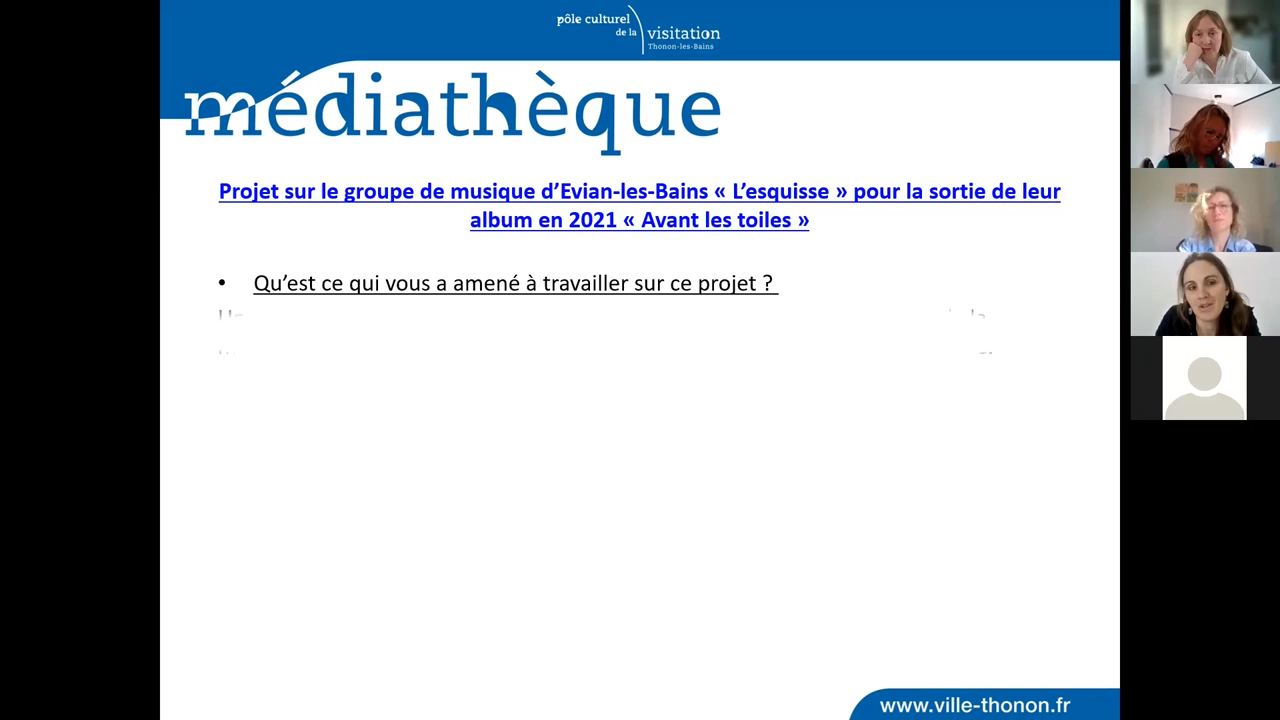 pôle culturel
de la visitation
Thonon-les-Bains
médiathèque
Projet sur le groupe de musique d’Evian-les-Bains « L’esquisse » pour la sortie de leur
album en 2021 « Avant les toiles »
• Qu’est ce qui vous a amené à travailler sur ce projet ?
www.ville-thonon.fr